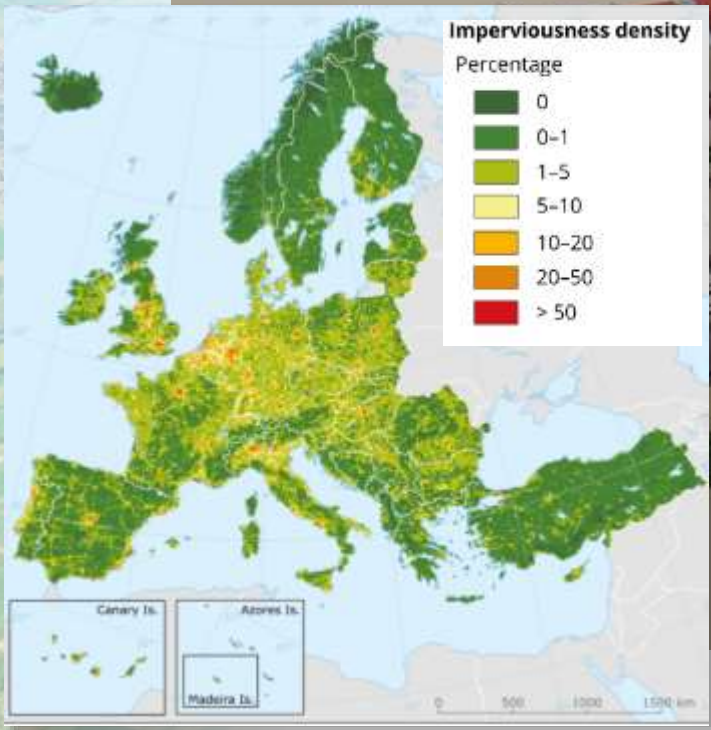 Imperviousness density
Percentage
0
0–1
1–5
5–10
10–20
20–50
> 50
Canary Is.
Azores Is.
Madeira Is.
0 500 1000 1500 km